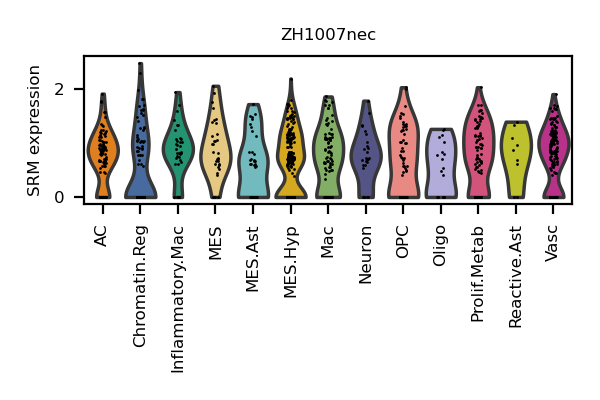 ZH1007nec
SRM expression
2
0
AC
Chromatin.Reg
Inflammatory.Mac
MES
MES.Ast
MES.Hyp
Mac
Neuron
OPC
Oligo
Prolif.Metab
Reactive.Ast
Vasc